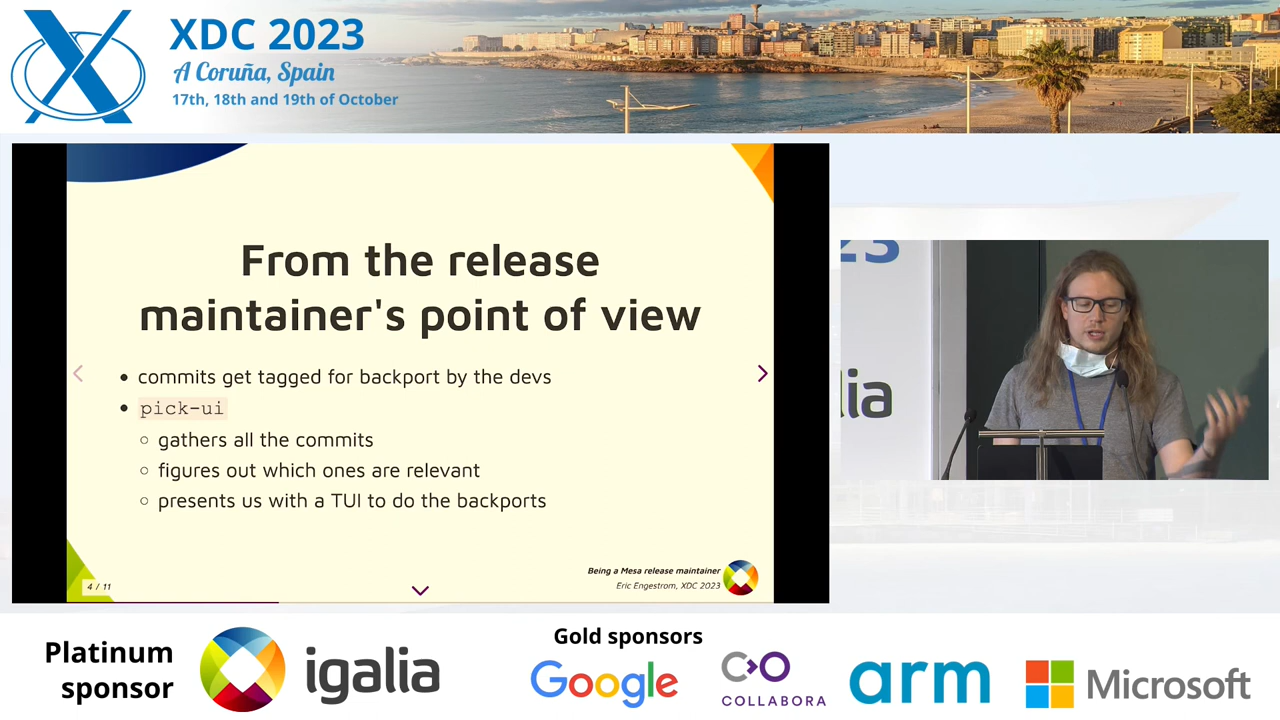 XDC 2023
A Coruña, Spain
17th, 18th and 19th of October
From the release
maintainer's point of view
commits get tagged for backport by the devs
pick-ui
gathers all the commits
figures out which ones are relevant
presents us with a TUI to do the backports
4 / 11
Being a Mesa release maintainer
Eric Engestrom, XDC 2023
23
lia
Platinum
sponsor
igalia
Gold sponsors
Google
COLLABORA
arm
Microsoft